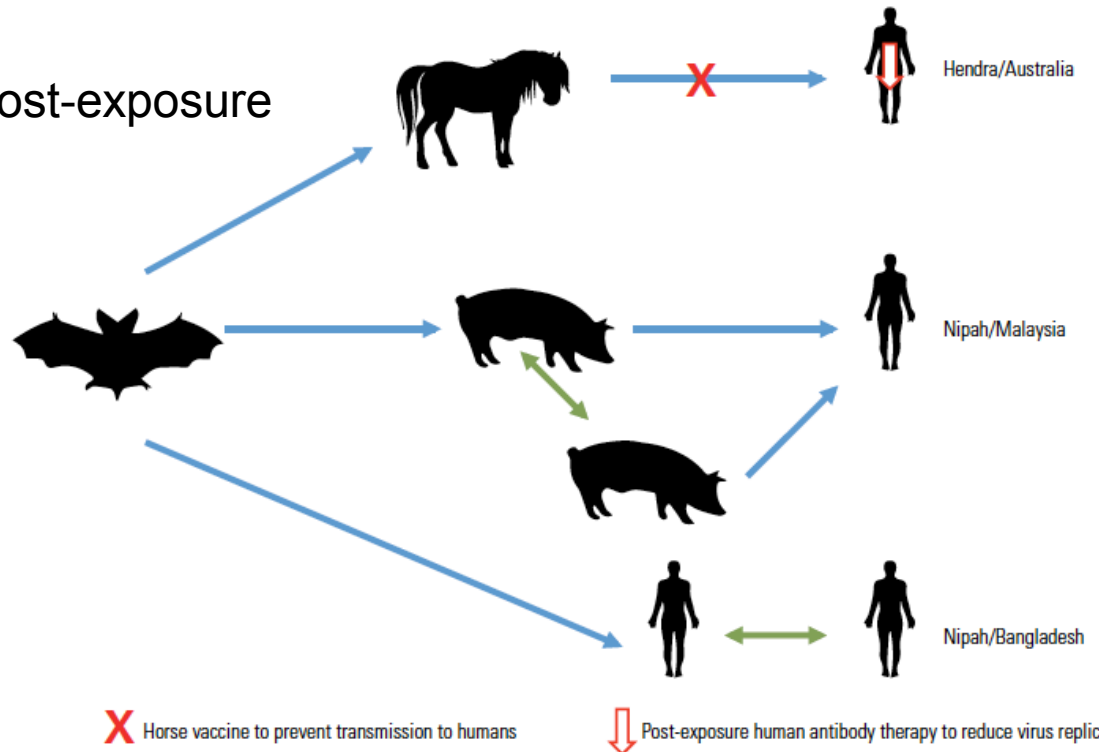 ost-exposure
Hendra/Australia
X
Nipah/Malaysia
Nipah/Bangladesh
X Horse vaccine to prevent transmission to humans
Post-exposure human antibody therapy to reduce virus replic